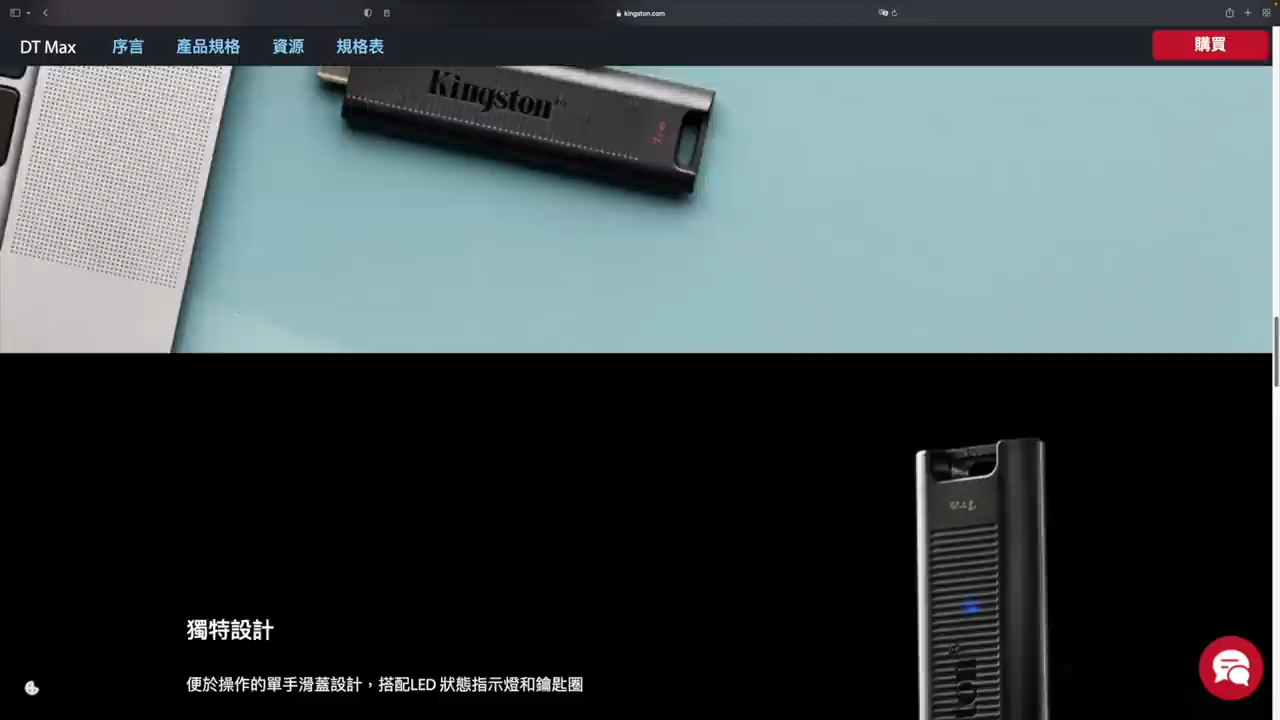 kingston.com
DT Max 序言 產品規格 資源 規格表 購買
Kingston
1TB
1TB
獨特設計
便於操作的單手滑蓋設計，搭配LED 狀態指示燈和鑰匙圈